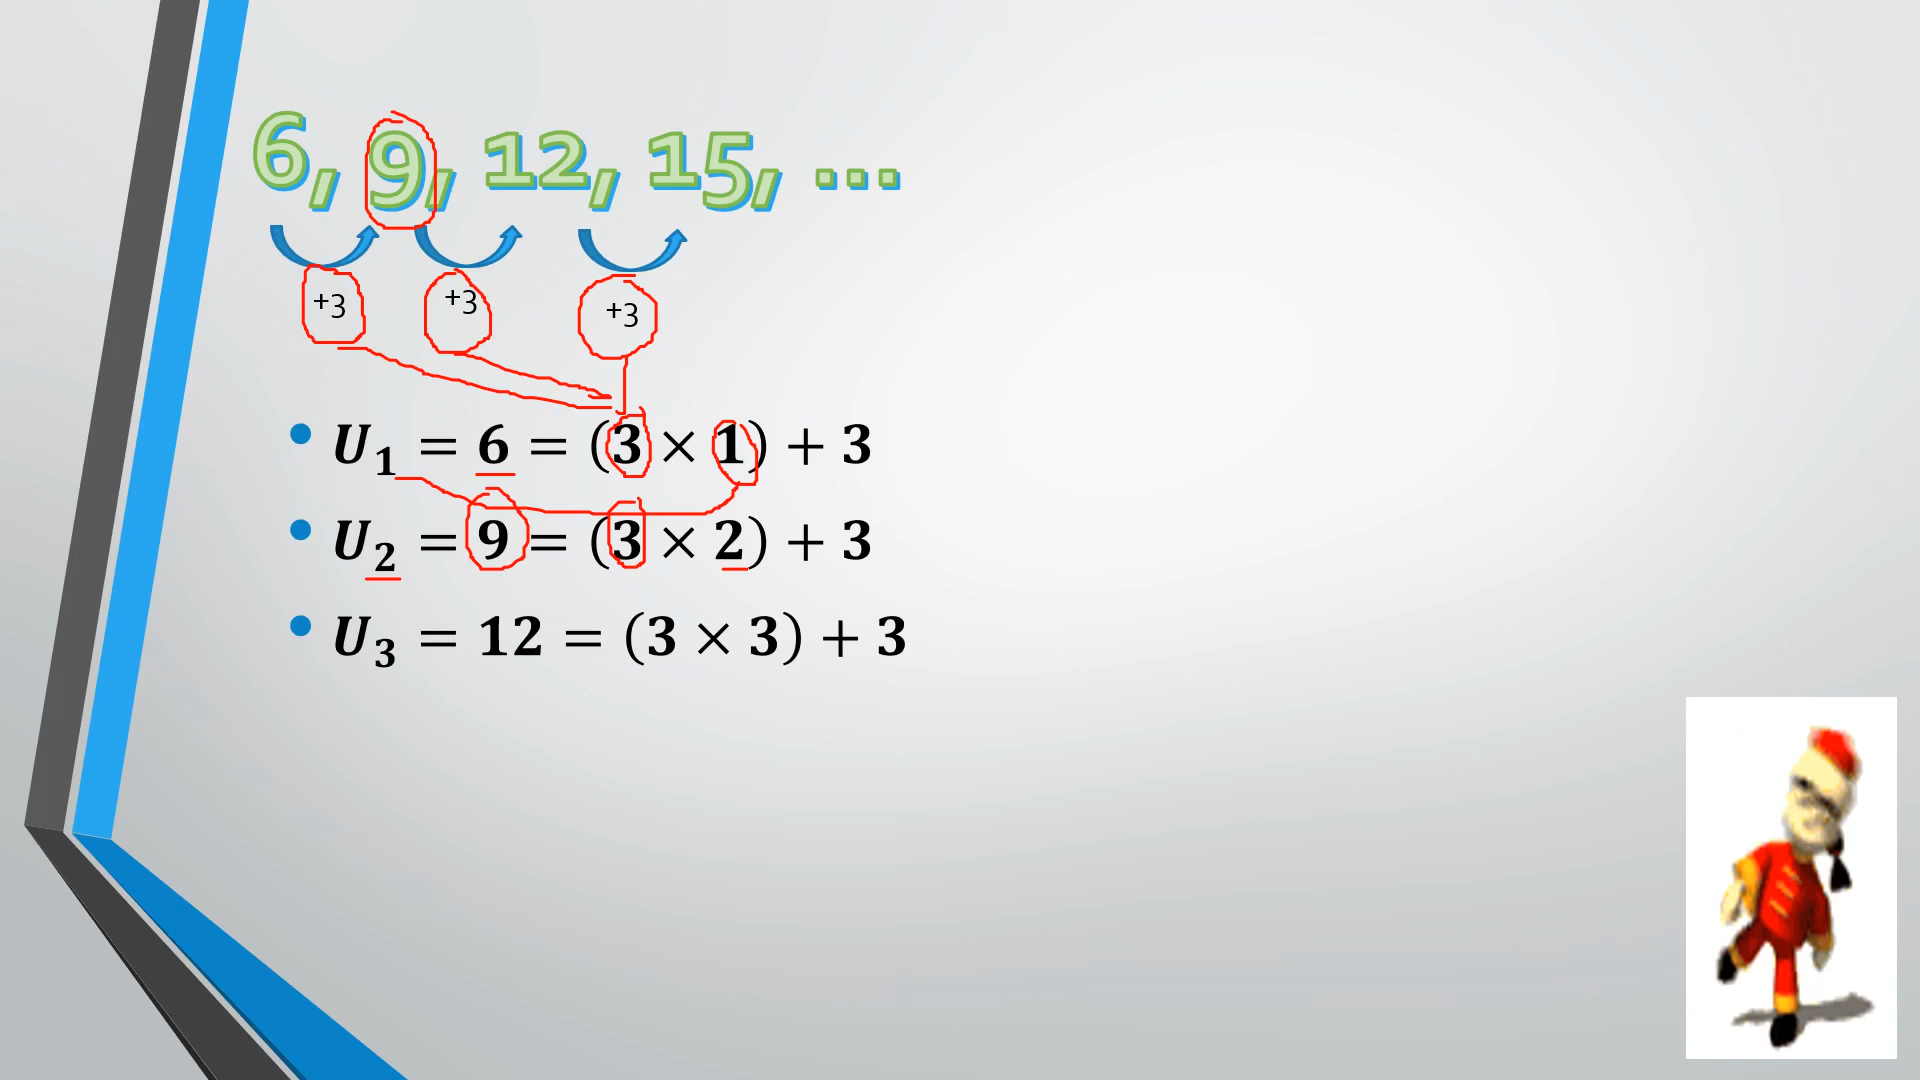 6, 9, 12, 15, ...
+3 +3 +3
• U₁ = 6 = (3 × 1) + 3
• U₂ = 9 = (3 × 2) + 3
• U₃ = 12 = (3 × 3) + 3